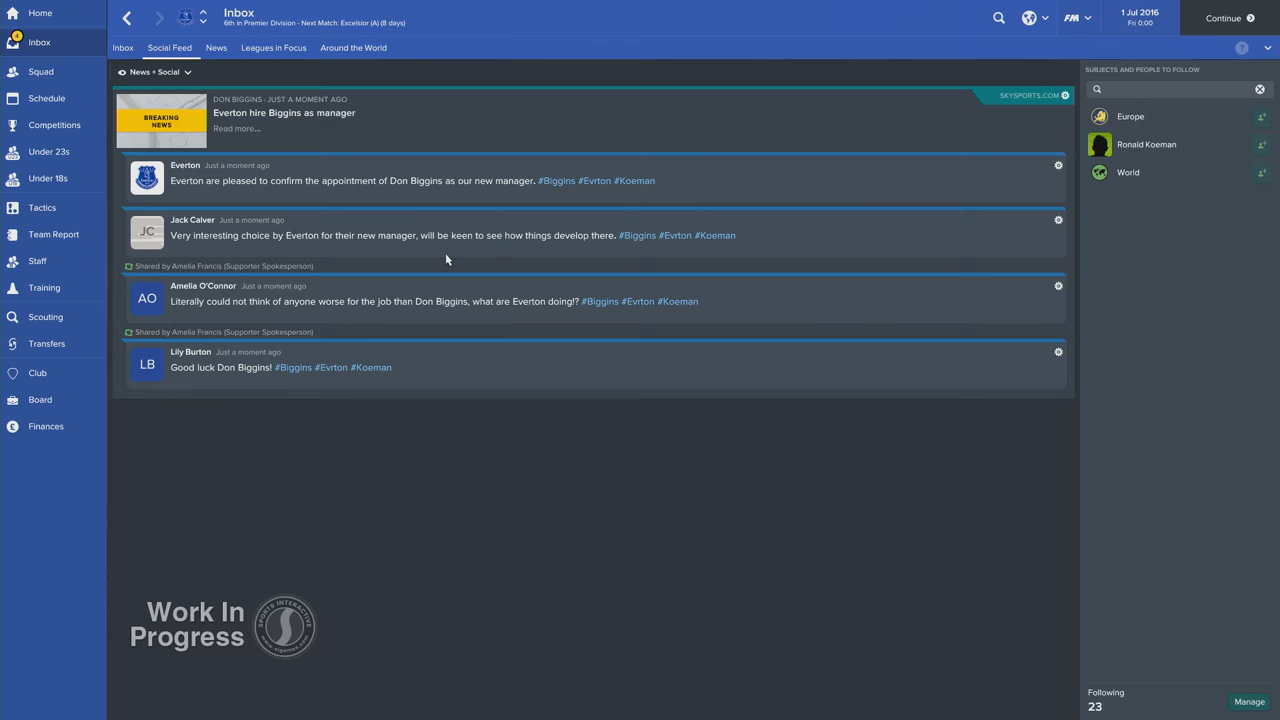 Home
4
Inbox
Squad
Schedule
Competitions
U23
Under 23s
U18
Under 18s
Tactics
Team Report
Staff
Training
Scouting
Transfers
Club
Board
Finances
Inbox
6th in Premier Division - Next Match: Excelsior (A) (8 days)
FM
1 Jul 2016
Fri 0:00
Continue
Inbox Social Feed News Leagues in Focus Around the World
?
News + Social
BREAKING
NEWS
DON BIGGINS - JUST A MOMENT AGO
Everton hire Biggins as manager
Read more...
SKYSPORTS.COM
Everton Just a moment ago
Everton are pleased to confirm the appointment of Don Biggins as our new manager. #Biggins #Evrton #Koeman
JC
Jack Calver Just a moment ago
Very interesting choice by Everton for their new manager, will be keen to see how things develop there. #Biggins #Evrton #Koeman
Shared by Amelia Francis (Supporter Spokesperson)
AO
Amelia O'Connor Just a moment ago
Literally could not think of anyone worse for the job than Don Biggins, what are Everton doing!? #Biggins #Evrton #Koeman
Shared by Amelia Francis (Supporter Spokesperson)
LB
Lily Burton Just a moment ago
Good luck Don Biggins! #Biggins #Evrton #Koeman
SUBJECTS AND PEOPLE TO FOLLOW
Europe
Ronald Koeman
World
Following
23
Manage
Work In
Progress
SPORTS INTERACTIVE
www.sigames.com